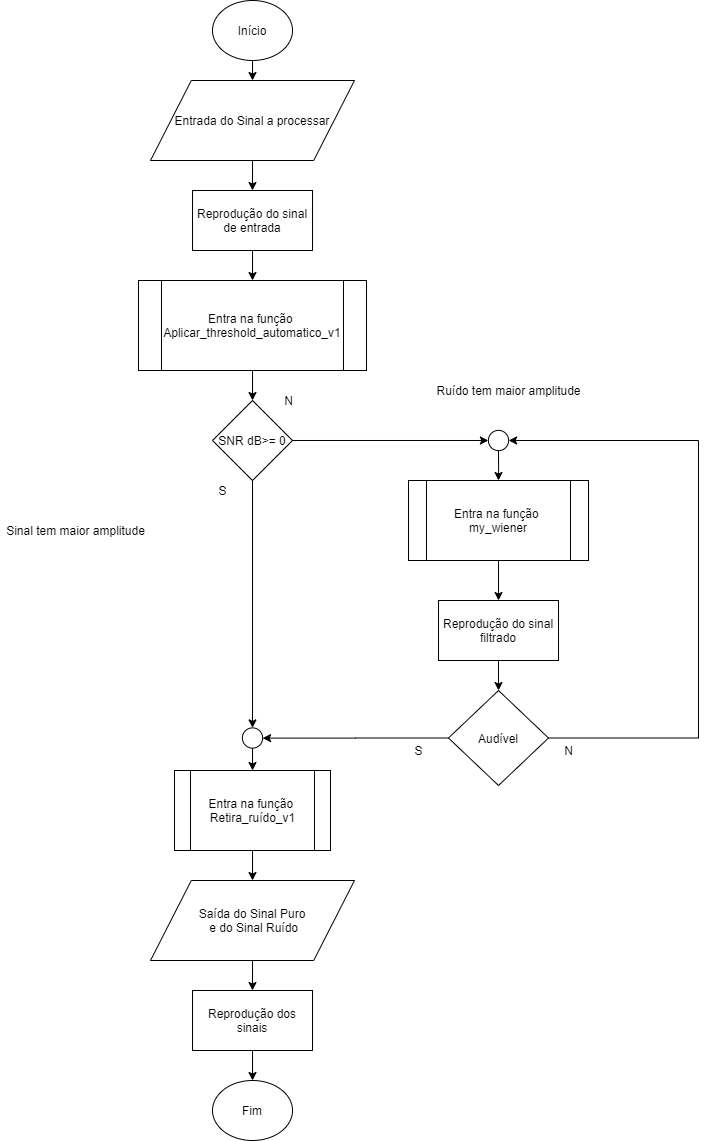 Início
Entrada do Sinal a processar
Reprodução do sinal
de entrada
Entra na função
Aplicar_threshold_automatico_v1
N
Ruído tem maior amplitude
SNR dB>= 0
S
Sinal tem maior amplitude
Entra na função
my_wiener
Reprodução do sinal
filtrado
Audível
S
N
Entra na função
Retira_ruído_v1
Saída do Sinal Puro
e do Sinal Ruído
Reprodução dos
sinais
Fim